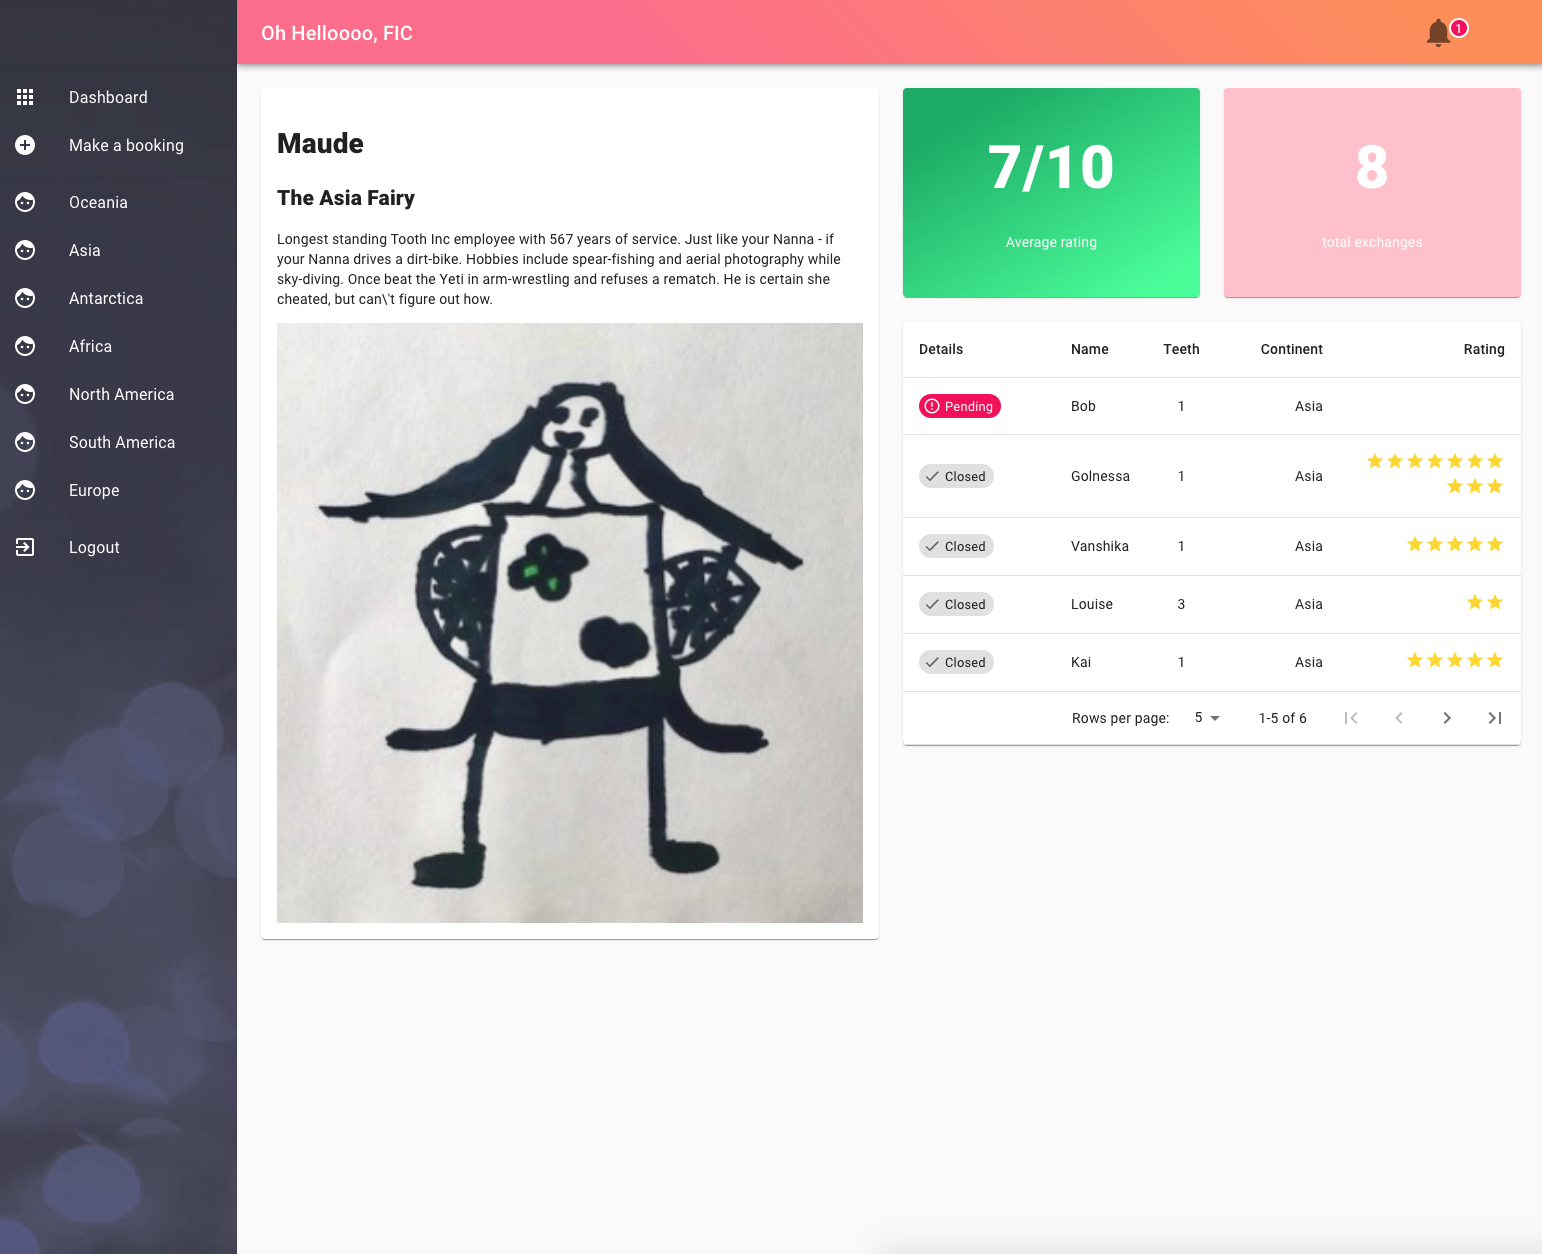 Oh Helloooo, FIC
1
Dashboard
Make a booking
Oceania
Asia
Antarctica
Africa
North America
South America
Europe
Logout
Maude
The Asia Fairy
Longest standing Tooth Inc employee with 567 years of service. Just like your Nanna - if
your Nanna drives a dirt-bike. Hobbies include spear-fishing and aerial photography while
sky-diving. Once beat the Yeti in arm-wrestling and refuses a rematch. He is certain she
cheated, but can\'t figure out how.
7/10
Average rating
8
total exchanges
Details Name Teeth Continent Rating
Pending Bob 1 Asia
Closed Golnessa 1 Asia
Closed Vanshika 1 Asia
Closed Louise 3 Asia
Closed Kai 1 Asia
Rows per page: 5 1-5 of 6